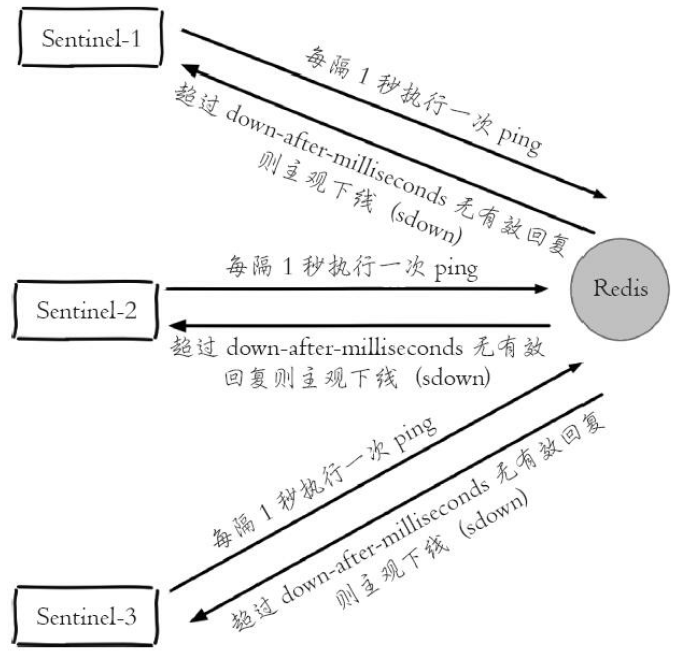 Sentinel-1
每隔 1 秒执行一次 ping
超过 down-after-milliseconds 无有效回复
则主观下线 (sdown)
每隔 1 秒执行一次 ping
Redis
Sentinel-2
超过 down-after-milliseconds 无有效
回复则主观下线 (sdown)
每隔 1 秒执行一次 ping
超过 down-after-milliseconds 无有效回复
则主观下线 (sdown)
Sentinel-3